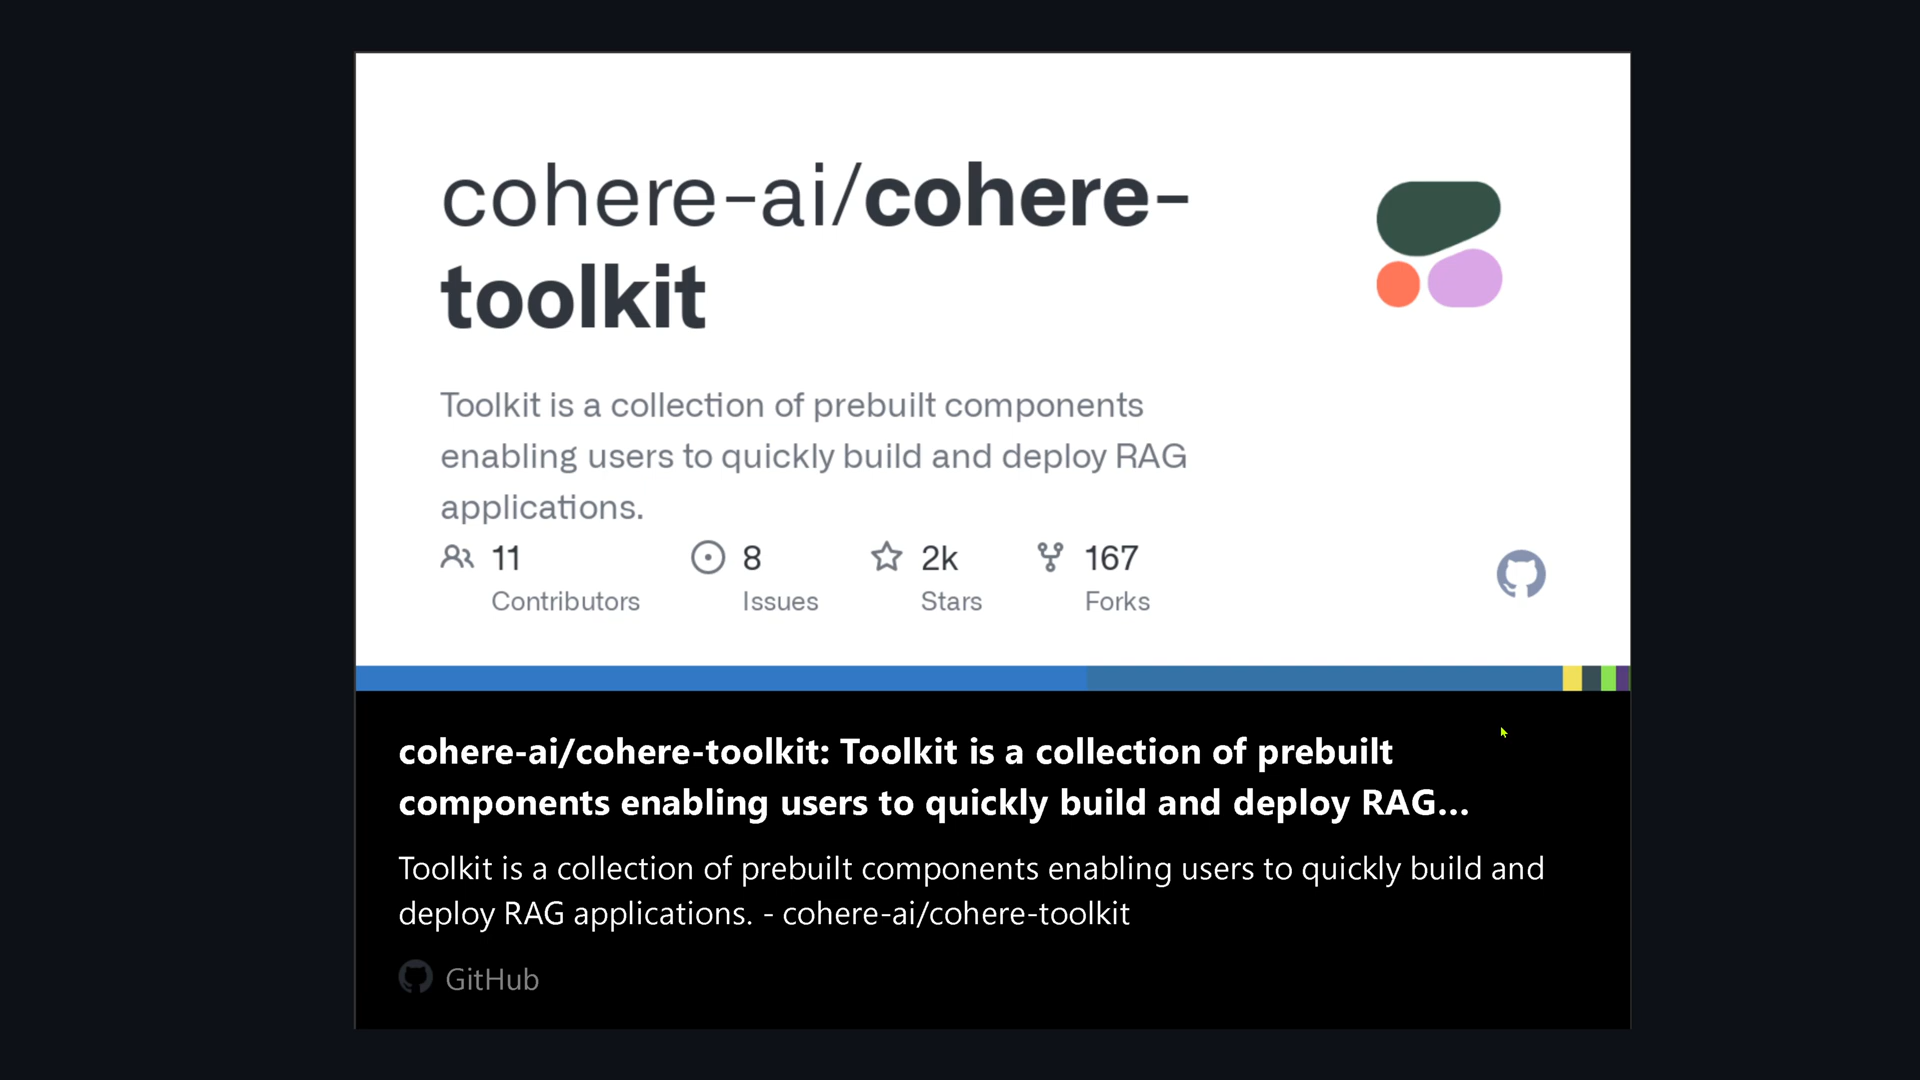 cohere-ai/cohere-
toolkit
Toolkit is a collection of prebuilt components
enabling users to quickly build and deploy RAG
applications.
11 8 2k 167
Contributors Issues Stars Forks
cohere-ai/cohere-toolkit: Toolkit is a collection of prebuilt
components enabling users to quickly build and deploy RAG...
Toolkit is a collection of prebuilt components enabling users to quickly build and
deploy RAG applications. - cohere-ai/cohere-toolkit
GitHub